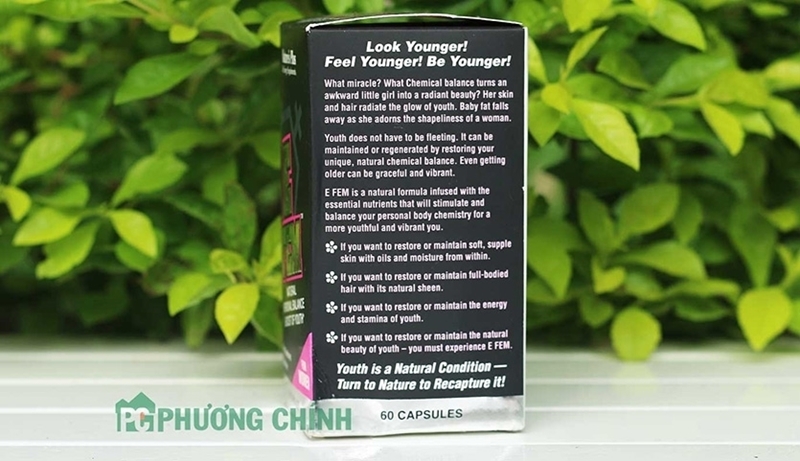 Look Younger!
Feel Younger! Be Younger!
What miracle? What Chemical balance turns an
awkward little girl into a radiant beauty? Her skin
and hair radiate the glow of youth. Baby fat falls
away as she adorns the shapeliness of a woman.
Youth does not have to be fleeting. It can be
maintained or regenerated by restoring your
unique, natural chemical balance. Even getting
older can be graceful and vibrant.
E FEM is a natural formula infused with the
essential nutrients that will stimulate and
balance your personal body chemistry for a
more youthful and vibrant you.
If you want to restore or maintain soft, supple
skin with oils and moisture from within.
If you want to restore or maintain full-bodied
hair with its natural sheen.
If you want to restore or maintain the energy
and stamina of youth.
If you want to restore or maintain the natural
beauty of youth – you must experience E FEM.
Youth is a Natural Condition —
Turn to Nature to Recapture it!
60 CAPSULES
PC PHƯƠNG CHINH